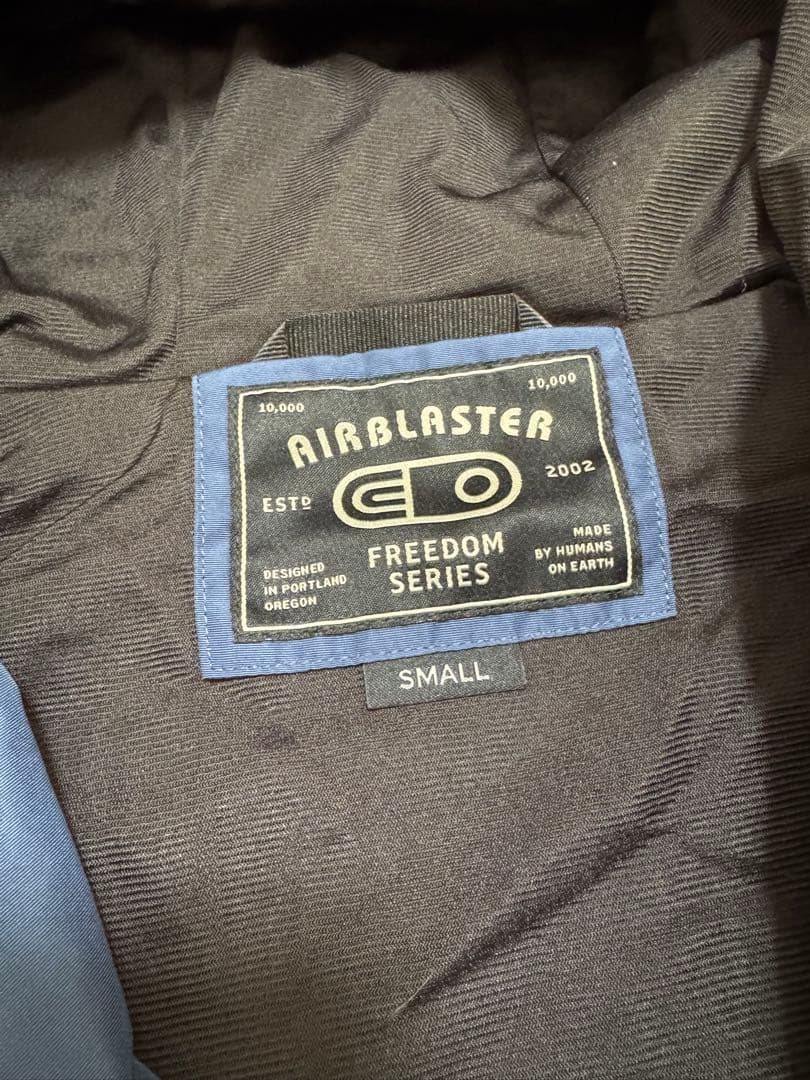 10,000
10,000
AIRBLASTER
ESTD
2002
FREEDOM
SERIES
DESIGNED
IN PORTLAND
OREGON
MADE
BY HUMANS
ON EARTH
SMALL